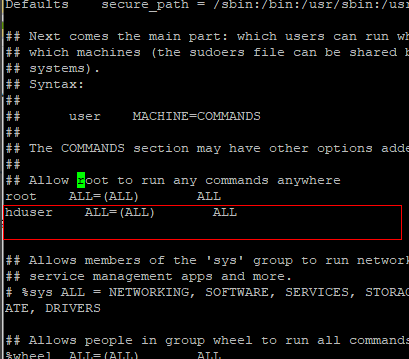 Defaults    secure_path = /sbin:/bin:/usr/sbin:/usr
## Next comes the main part: which users can run wh
## which machines (the sudoers file can be shared b
## systems).
## Syntax:
##
##      user    MACHINE=COMMANDS
##
## The COMMANDS section may have other options adde
##
## Allow root to run any commands anywhere
root    ALL=(ALL)       ALL
hduser    ALL=(ALL)       ALL
## Allows members of the 'sys' group to run network
## service management apps and more.
# %sys ALL = NETWORKING, SOFTWARE, SERVICES, STORAG
ATE, DRIVERS
## Allows people in group wheel to run all commands
%wheel  ALL=(ALL)       ALL